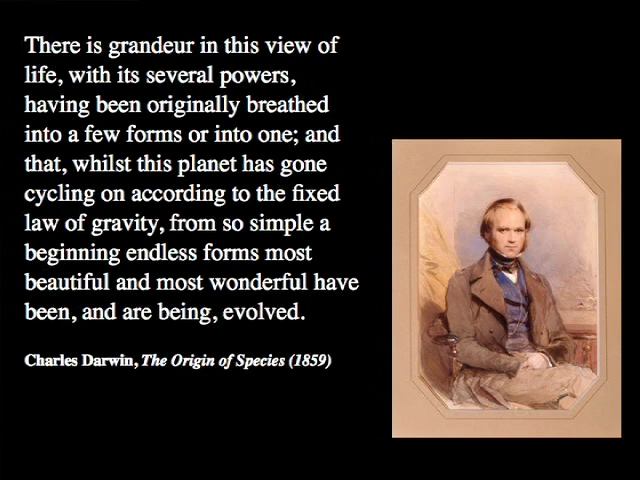 There is grandeur in this view of
life, with its several powers,
having been originally breathed
into a few forms or into one; and
that, whilst this planet has gone
cycling on according to the fixed
law of gravity, from so simple a
beginning endless forms most
beautiful and most wonderful have
been, and are being, evolved.
Charles Darwin, The Origin of Species (1859)